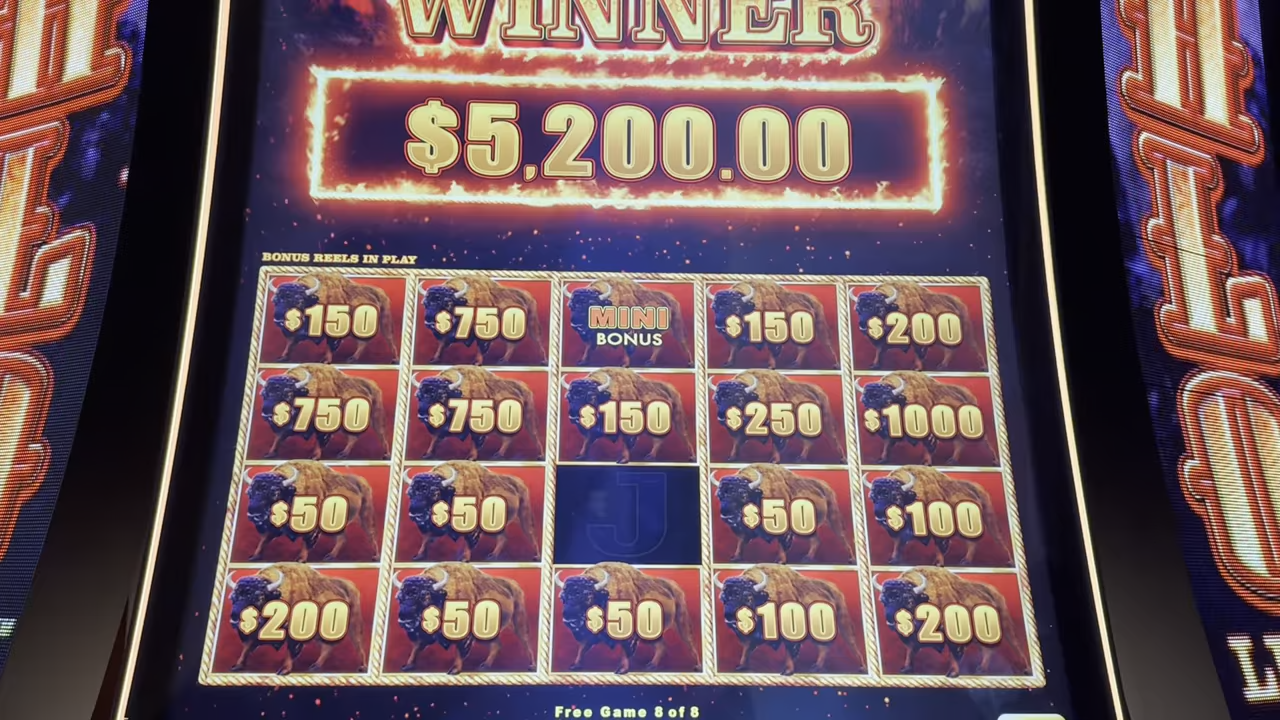 WINNER
$5,200.00
BONUS REELS IN PLAY
$150 $750 MINI BONUS $150 $200
$750 $750 $150 $250 $1000
$50 $50 J $50 $100
$200 $50 $50 $100 $200
Free Game 8 of 8